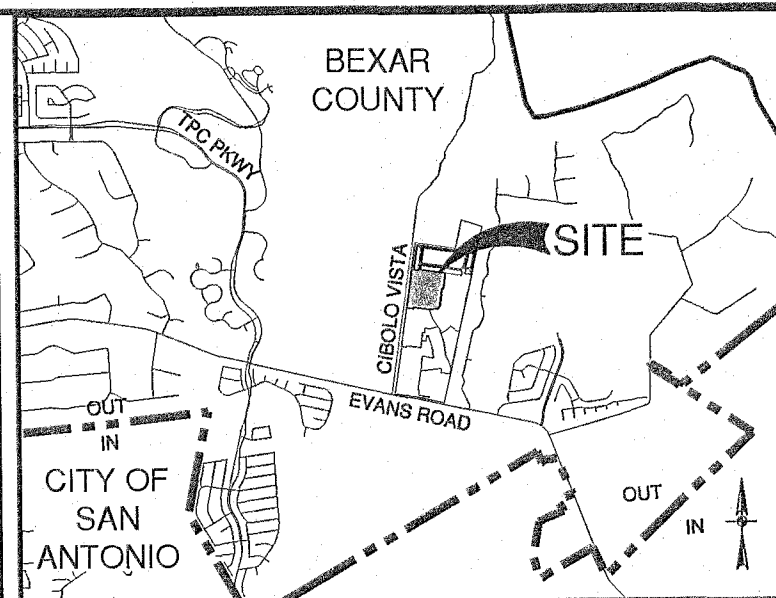 BEXAR
COUNTY
TPC PKWY
SITE
CIBOLO VISTA
EVANS ROAD
OUT
IN
CITY OF
SAN
ANTONIO
OUT
IN